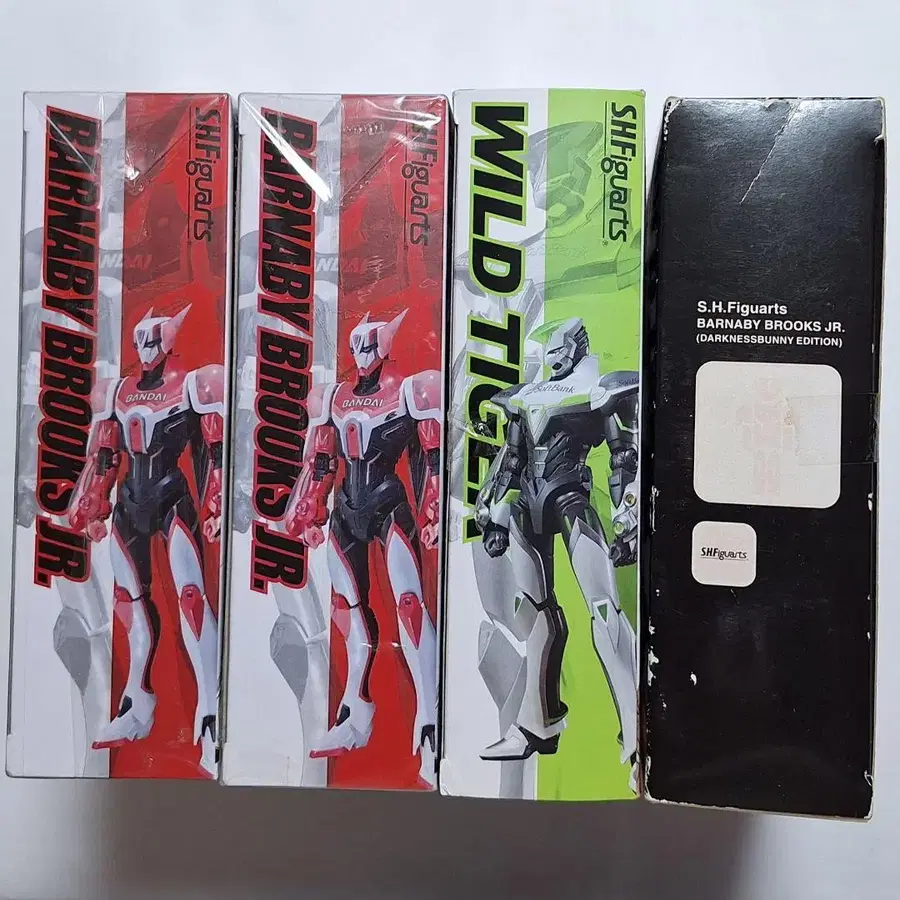 S.H.Figuarts
BARNABY BROOKS JR.
BANDAI
S.H.Figuarts
BARNABY BROOKS JR.
BANDAI
S.H.Figuarts
WILD TIGER
SoftBank
S.H.Figuarts
BARNABY BROOKS JR.
(DARKNESSBUNNY EDITION)
S.H.Figuarts